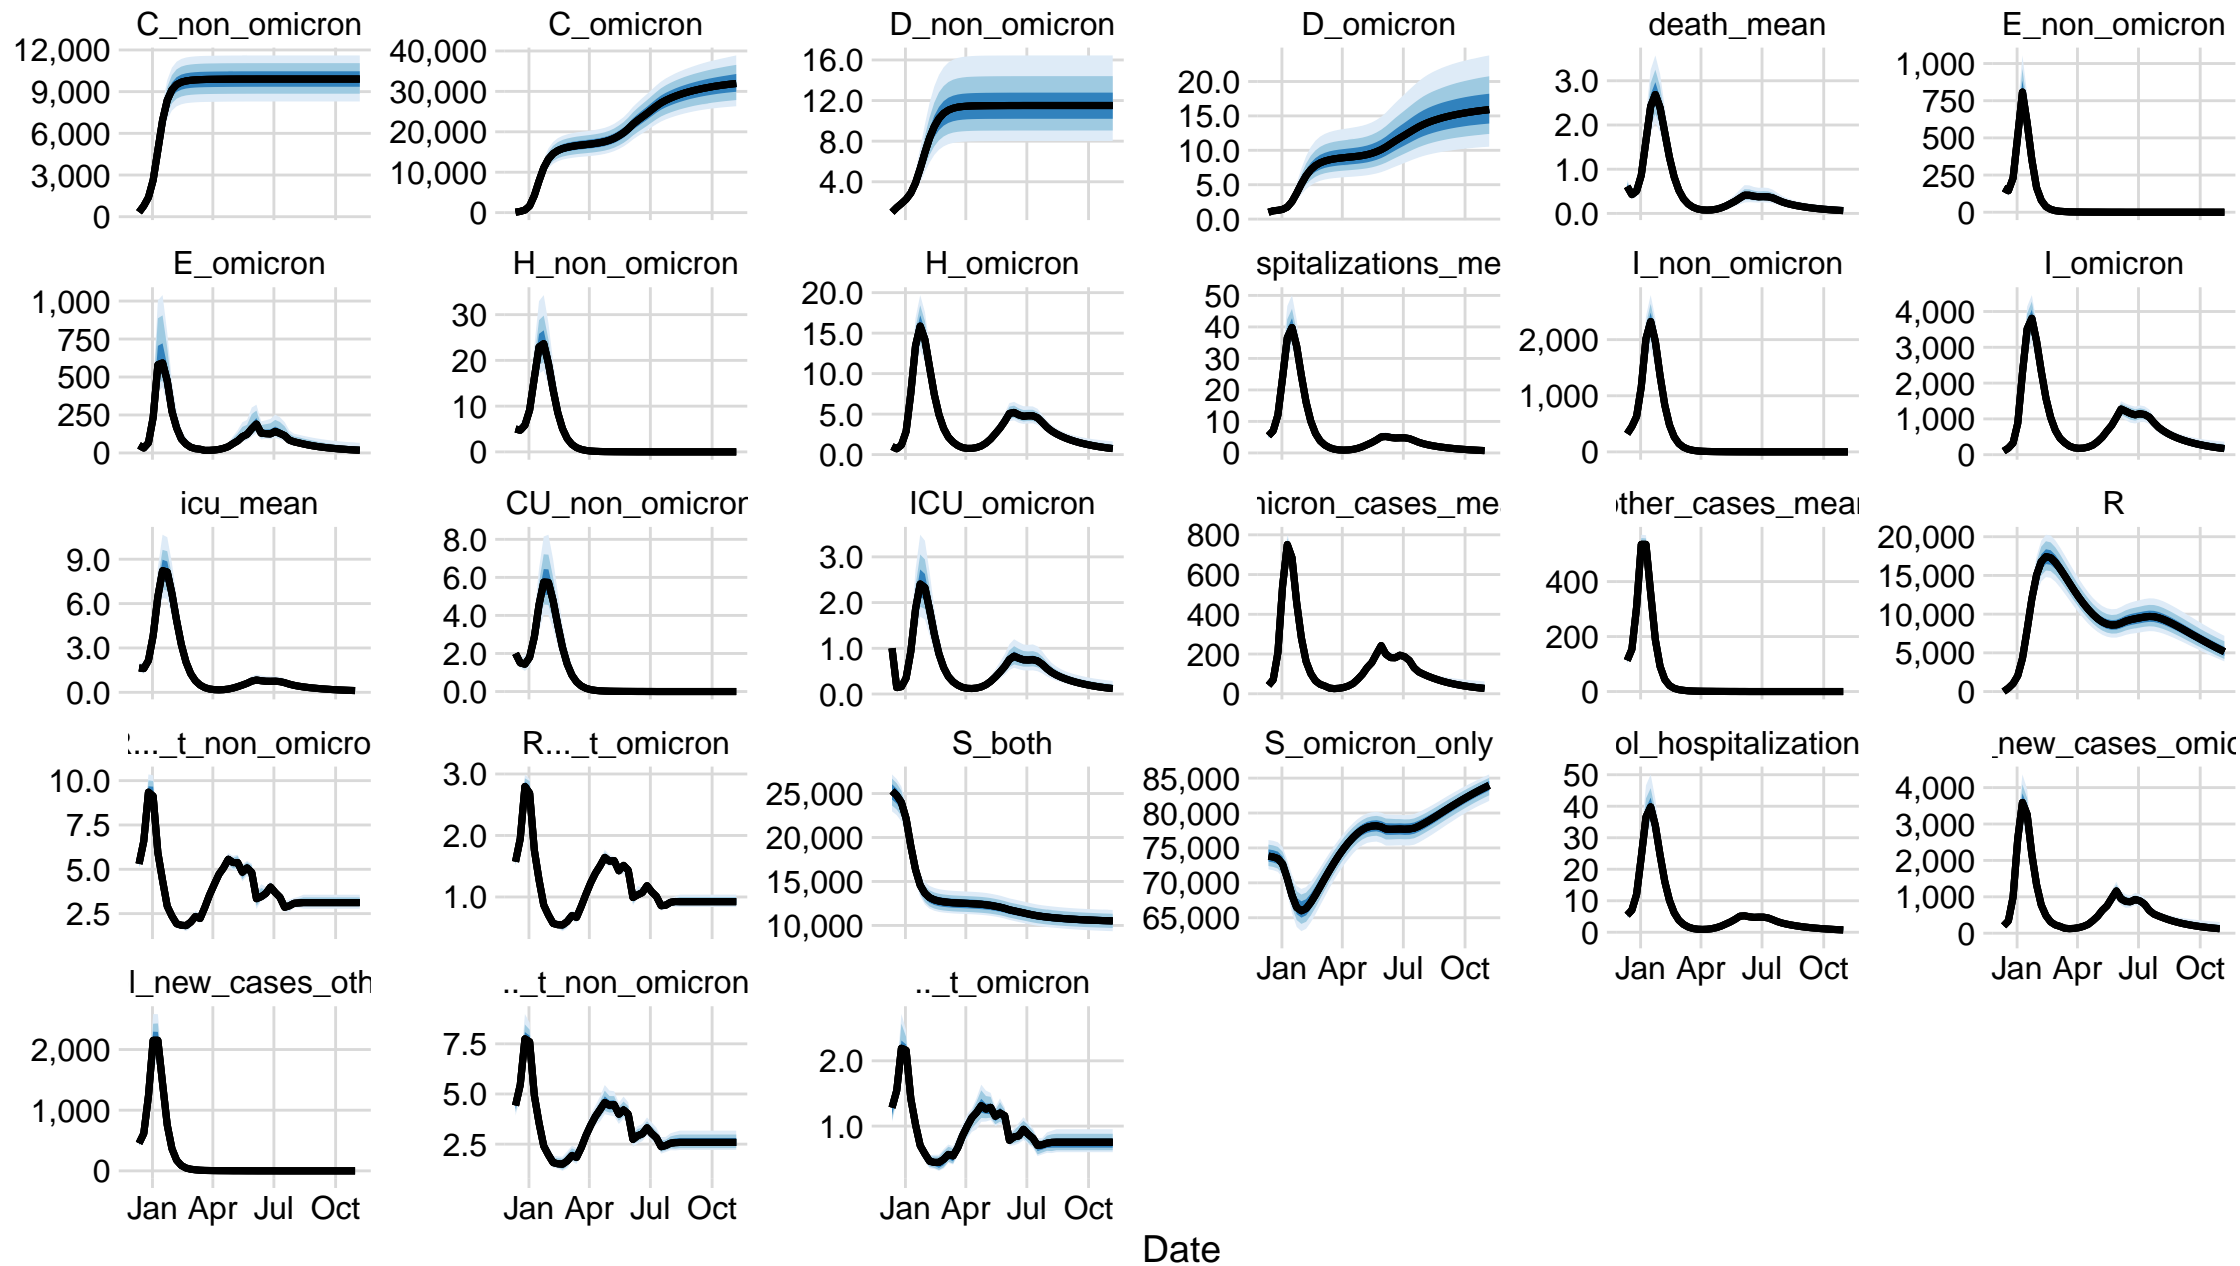 C_non_omicron C_omicron D_non_omicron D_omicron death_mean E_non_omicron
12,000 9,000 6,000 3,000 0
40,000 30,000 20,000 10,000 0
16.0 12.0 8.0 4.0
20.0 15.0 10.0 5.0 0.0
3.0 2.0 1.0 0.0
1,000 750 500 250 0
E_omicron H_non_omicron H_omicron spitalizations_me I_non_omicron I_omicron
1,000 750 500 250 0
30 20 10 0
20.0 15.0 10.0 5.0 0.0
50 40 30 20 10 0
2,000 1,000 0
4,000 3,000 2,000 1,000 0
icu_mean CU_non_omicror ICU_omicron nicron_cases_me ther_cases_mea R
9.0 6.0 3.0 0.0
8.0 6.0 4.0 2.0 0.0
3.0 2.0 1.0 0.0
800 600 400 200 0
400 200 0
20,000 15,000 10,000 5,000 0
..._t_non_omicro R..._t_omicron S_both S_omicron_only ol_hospitalization _new_cases_omic
10.0 7.5 5.0 2.5
3.0 2.0 1.0
25,000 20,000 15,000 10,000
85,000 80,000 75,000 70,000 65,000
50 40 30 20 10 0
4,000 3,000 2,000 1,000 0
Jan Apr Jul Oct Jan Apr Jul Oct Jan Apr Jul Oct
l_new_cases_oth .._t_non_omicron .._t_omicron
2,000 1,000 0
7.5 5.0 2.5
2.0 1.0
Jan Apr Jul Oct Jan Apr Jul Oct Jan Apr Jul Oct
Date